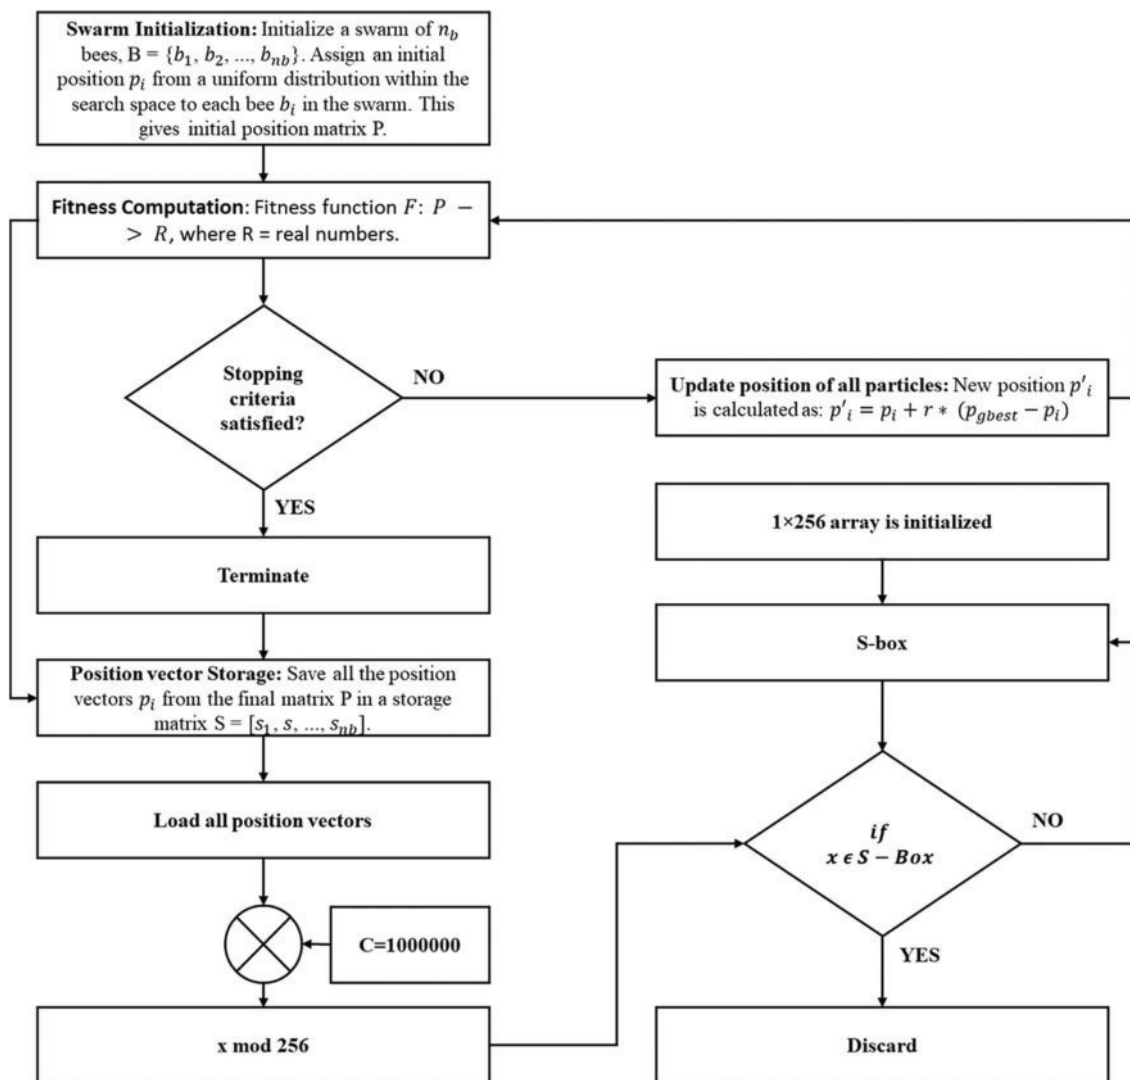 Swarm Initialization: Initialize a swarm of n_b
bees, B = {b_1, b_2, ..., b_nb}. Assign an initial
position p_i from a uniform distribution within the
search space to each bee b_i in the swarm. This
gives initial position matrix P.
Fitness Computation: Fitness function F: P −
> R, where R = real numbers.
Stopping
criteria
satisfied?
NO
Update position of all particles: New position p'_i
is calculated as: p'_i = p_i + r * (p_gbest − p_i)
YES
Terminate
Position vector Storage: Save all the position
vectors p_i from the final matrix P in a storage
matrix S = [s_1, s, ..., s_nb].
Load all position vectors
C=1000000
x mod 256
1×256 array is initialized
S-box
if
x ϵ S − Box
NO
YES
Discard